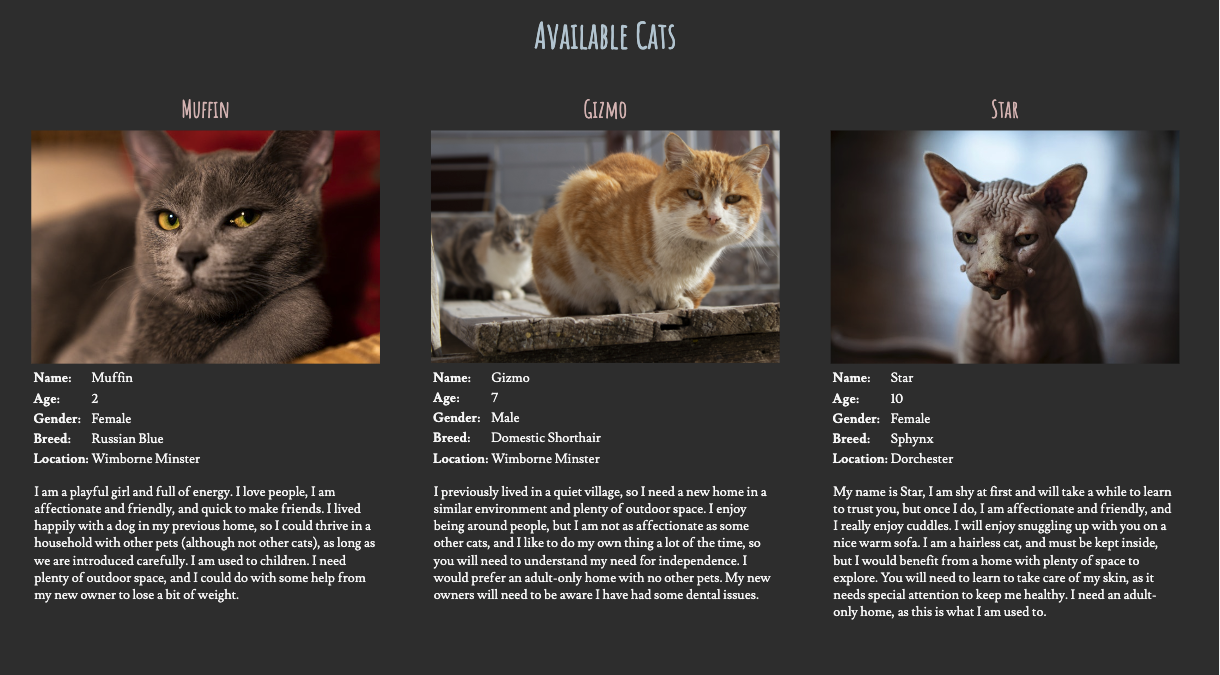 Available Cats
Muffin
Name: Muffin
Age: 2
Gender: Female
Breed: Russian Blue
Location: Wimborne Minster
I am a playful girl and full of energy. I love people, I am
affectionate and friendly, and quick to make friends. I lived
happily with a dog in my previous home, so I could thrive in a
household with other pets (although not other cats), as long as
we are introduced carefully. I am used to children. I need
plenty of outdoor space, and I could do with some help from
my new owner to lose a bit of weight.
Gizmo
Name: Gizmo
Age: 7
Gender: Male
Breed: Domestic Shorthair
Location: Wimborne Minster
I previously lived in a quiet village, so I need a new home in a
similar environment and plenty of outdoor space. I enjoy
being around people, but I am not as affectionate as some
other cats, and I like to do my own thing a lot of the time, so
you will need to understand my need for independence. I
would prefer an adult-only home with no other pets. My new
owners will need to be aware I have had some dental issues.
Star
Name: Star
Age: 10
Gender: Female
Breed: Sphynx
Location: Dorchester
My name is Star, I am shy at first and will take a while to learn
to trust you, but once I do, I am affectionate and friendly, and
I really enjoy cuddles. I will enjoy snuggling up with you on a
nice warm sofa. I am a hairless cat, and must be kept inside,
but I would benefit from a home with plenty of space to
explore. You will need to learn to take care of my skin, as it
needs special attention to keep me healthy. I need an adult-
only home, as this is what I am used to.